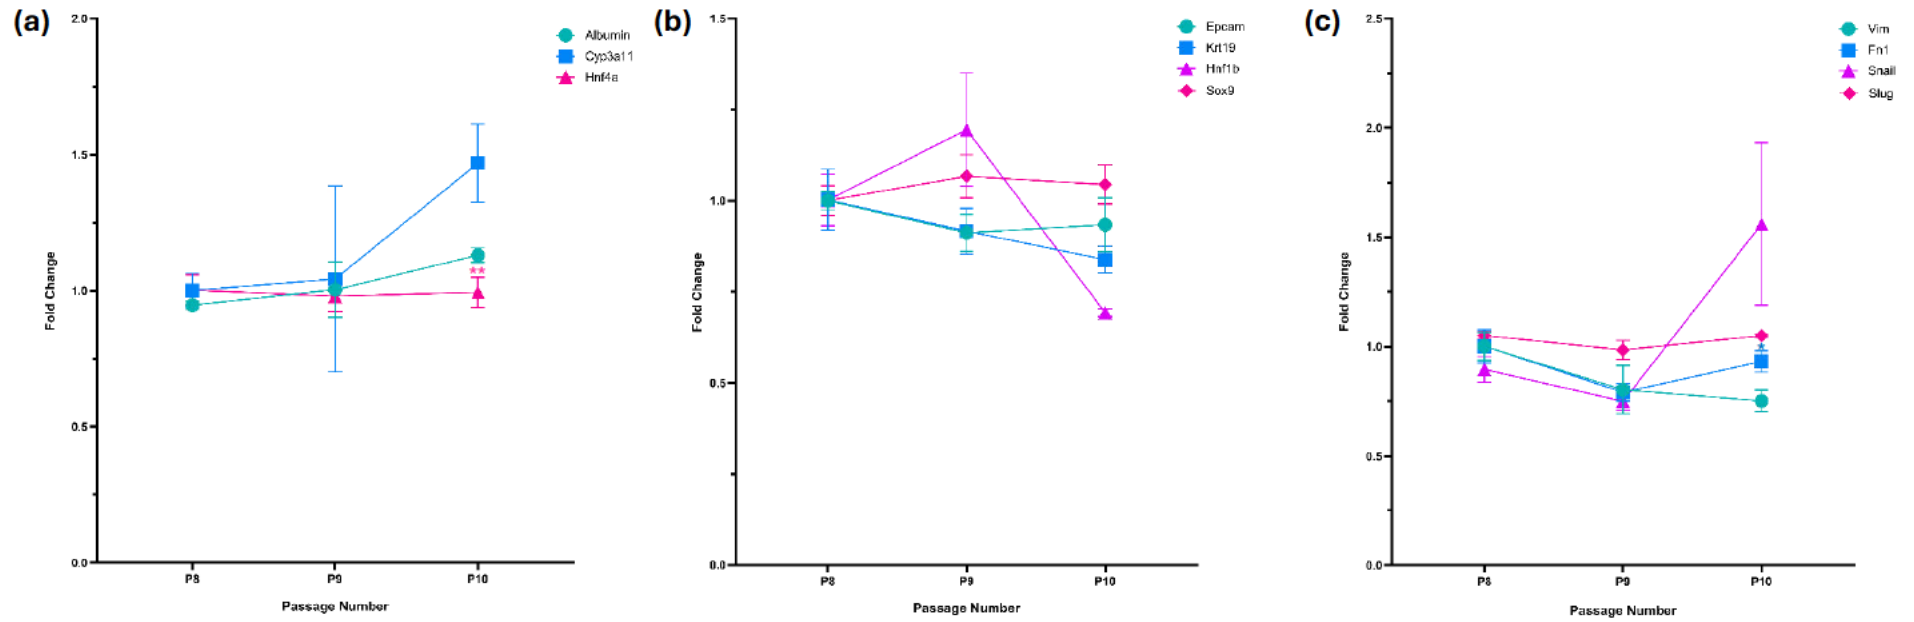 (a)
2.0
1.5
1.0
0.5
0.0
Fold Change
P8
P9
P10
Passage Number
Albumin
Cyp3a11
Hnf4a
**
(b)
1.5
1.0
0.5
0.0
Fold Change
P8
P9
P10
Passage Number
Epcam
Krt19
Hnf1b
Sox9
(c)
2.5
2.0
1.5
1.0
0.5
0.0
Fold Change
P8
P9
P10
Passage Number
Vim
Fn1
Snail
Slug
*